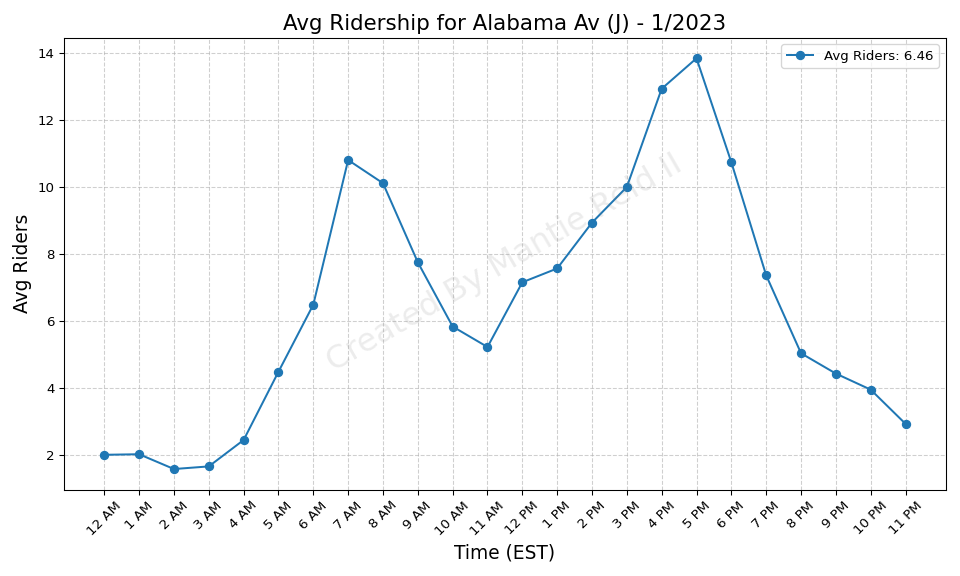 Avg Ridership for Alabama Av (J) - 1/2023
Avg Riders: 6.46
14
12
10
8
6
4
2
Avg Riders
Created By Mantle Reid II
12 AM
1 AM
2 AM
3 AM
4 AM
5 AM
6 AM
7 AM
8 AM
9 AM
10 AM
11 AM
12 PM
1 PM
2 PM
3 PM
4 PM
5 PM
6 PM
7 PM
8 PM
9 PM
10 PM
11 PM
Time (EST)